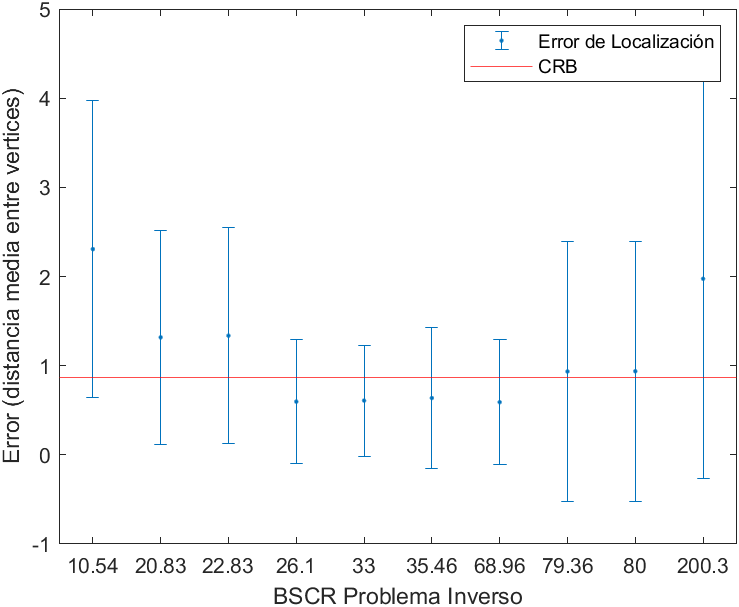 5
4
3
2
1
0
-1
Error (distancia media entre vertices)
Error de Localización
CRB
10.54 20.83 22.83 26.1 33 35.46 68.96 79.36 80 200.3
BSCR Problema Inverso